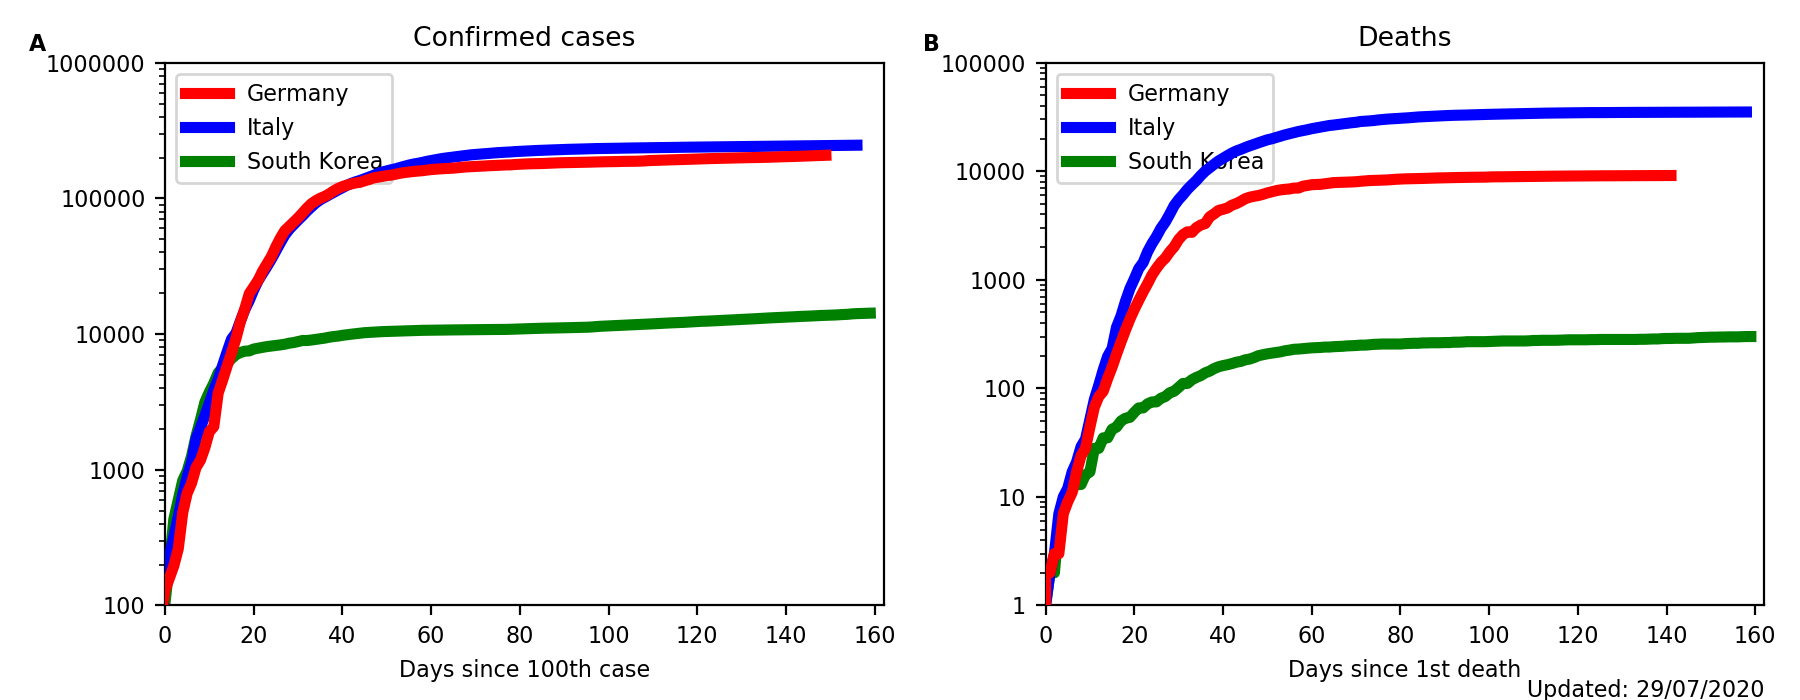 A
Confirmed cases
1000000
100000
10000
1000
100
Germany
Italy
South Korea
0 20 40 60 80 100 120 140 160
Days since 100th case
B
Deaths
100000
10000
1000
100
10
1
Germany
Italy
South Korea
0 20 40 60 80 100 120 140 160
Days since 1st death
Updated: 29/07/2020